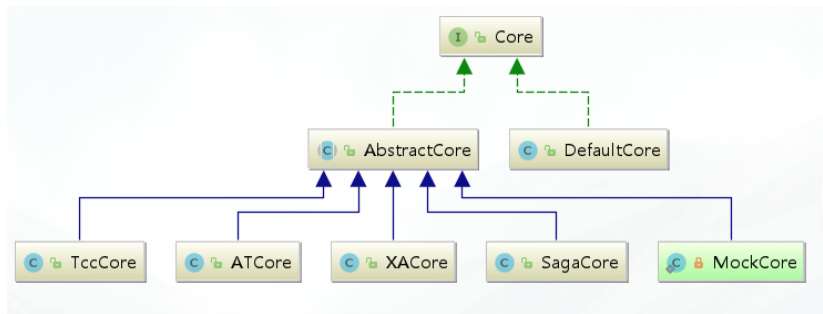 I Core
C AbstractCore
C DefaultCore
C TccCore
C ATCore
C XACore
C SagaCore
C MockCore